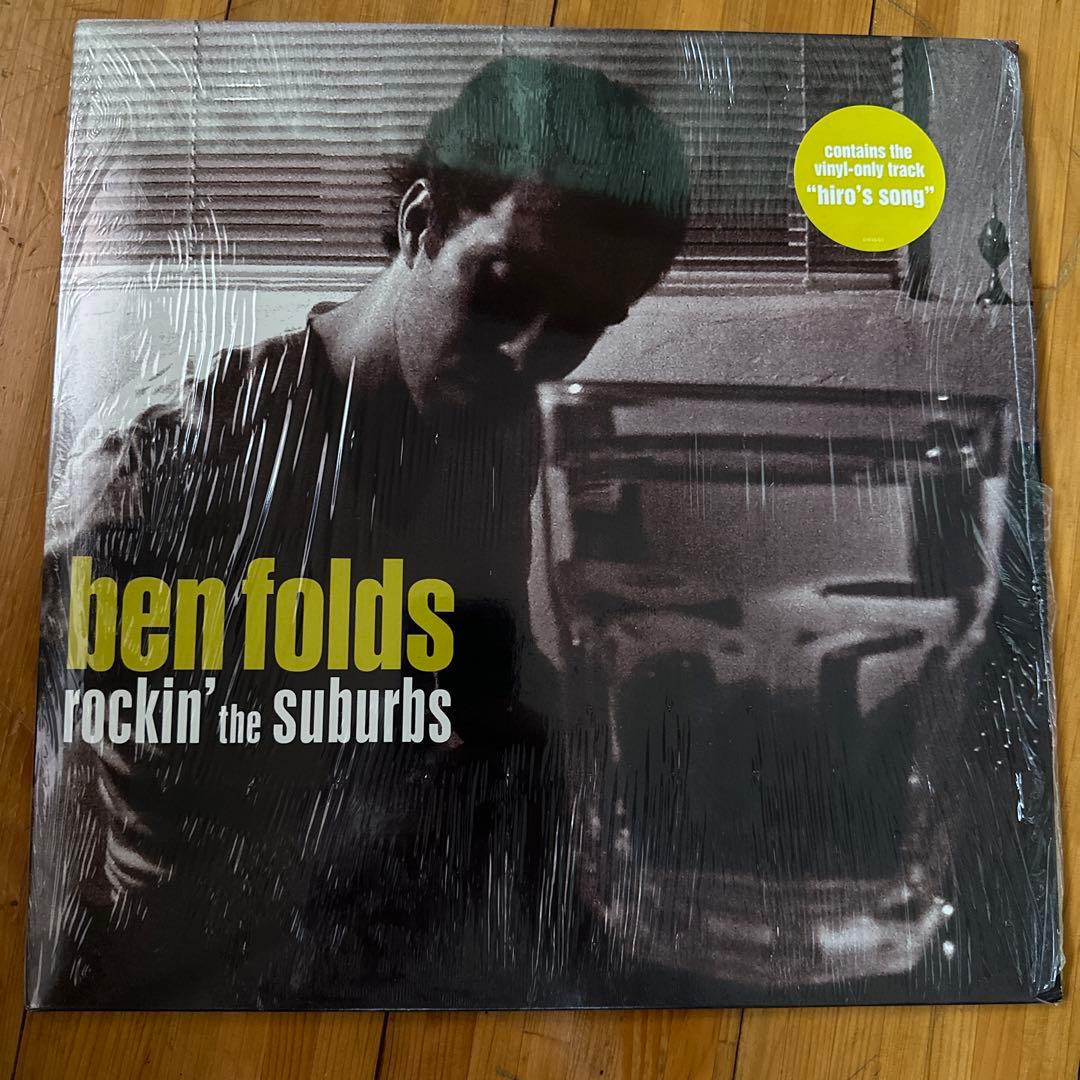 contains the
vinyl-only track
“hiro’s song”
ben folds
rockin’ the suburbs